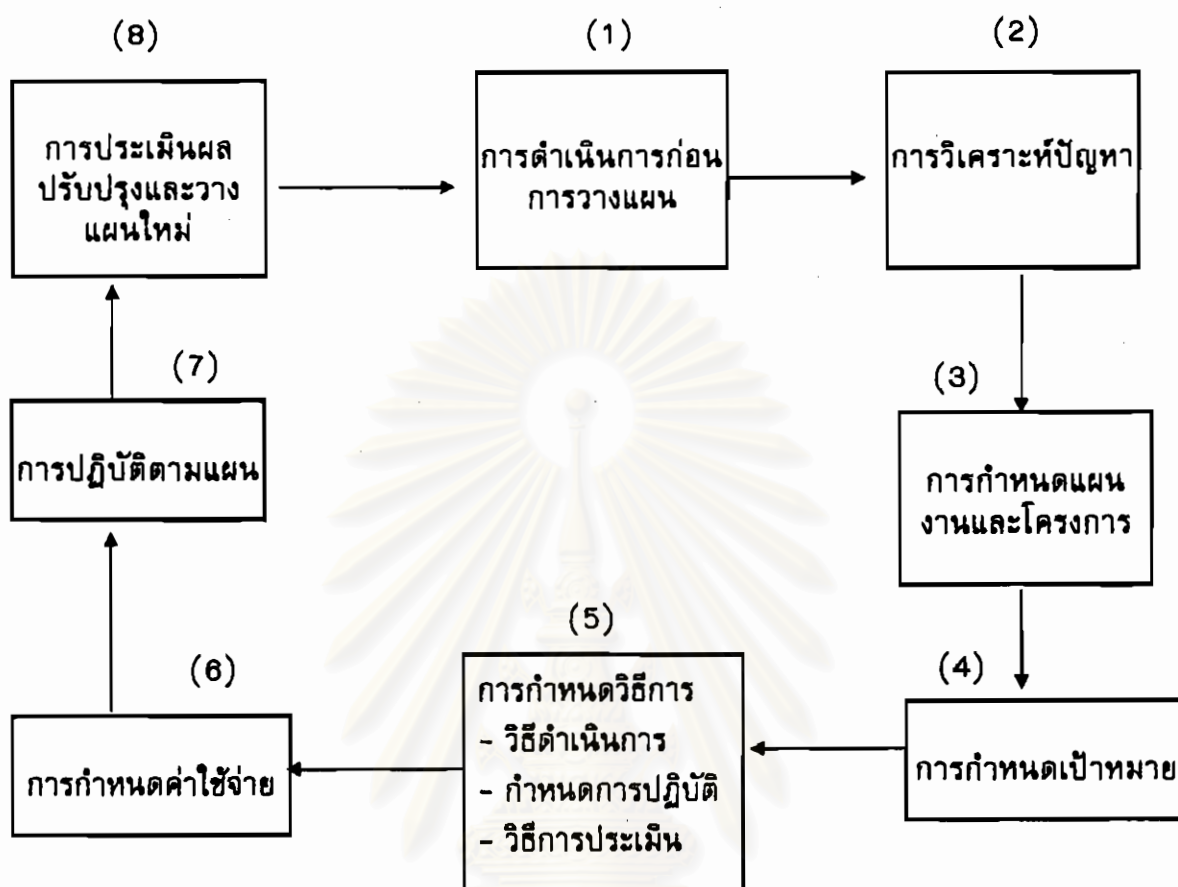 (1)
การดำเนินการก่อน
การวางแผน
(2)
การวิเคราะห์ปัญหา
(3)
การกำหนดแผน
งานและโครงการ
(4)
การกำหนดเป้าหมาย
(5)
การกำหนดวิธีการ
- วิธีดำเนินการ
- กำหนดการปฏิบัติ
- วิธีการประเมิน
(6)
การกำหนดค่าใช้จ่าย
(7)
การปฏิบัติตามแผน
(8)
การประเมินผล
ปรับปรุงและวาง
แผนใหม่